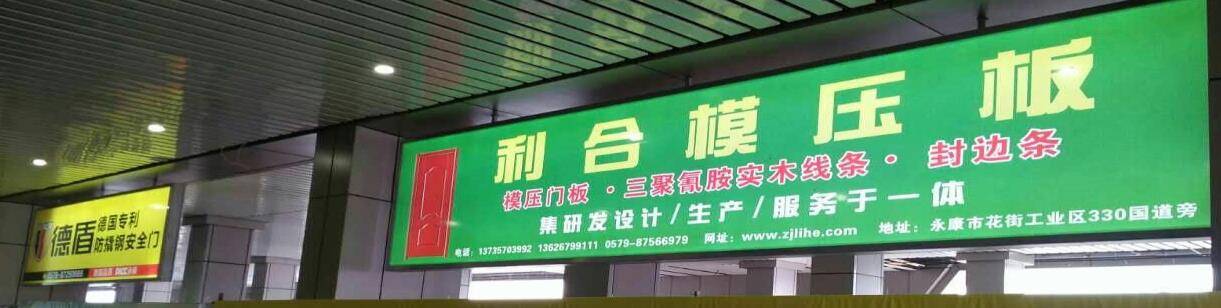 利合模压板
模压门板·三聚氰胺实木线条·封边条
集研发设计/生产/服务于一体
电话：13735703992 13626799111 0579-87566979 网址：www.zjlihe.com 地址：永康市花街工业区330国道旁
德盾
德国专利
防撬钢安全门